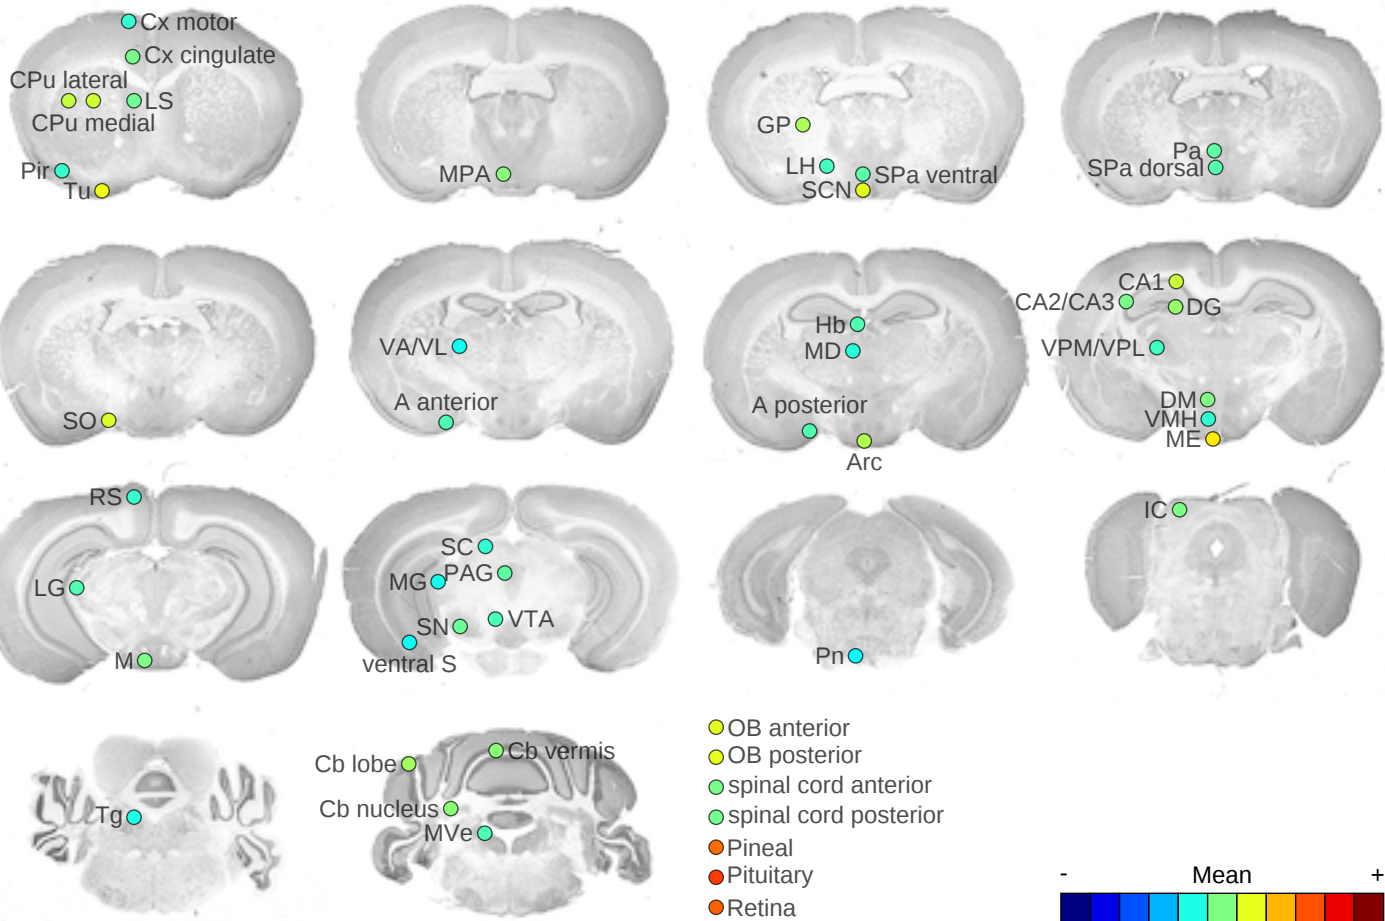 Cx motor
Cx cingulate
CPu lateral
LS
CPu medial
Pir
Tu
MPA
GP
LH
SPa ventral
SCN
Pa
SPa dorsal
SO
VA/VL
A anterior
Hb
MD
A posterior
Arc
CA1
CA2/CA3
DG
VPM/VPL
DM
VMH
ME
RS
LG
M
SC
MG
PAG
SN
VTA
ventral S
Pn
IC
Tg
Cb lobe
Cb vermis
Cb nucleus
MVe
OB anterior
OB posterior
spinal cord anterior
spinal cord posterior
Pineal
Pituitary
Retina
- Mean +